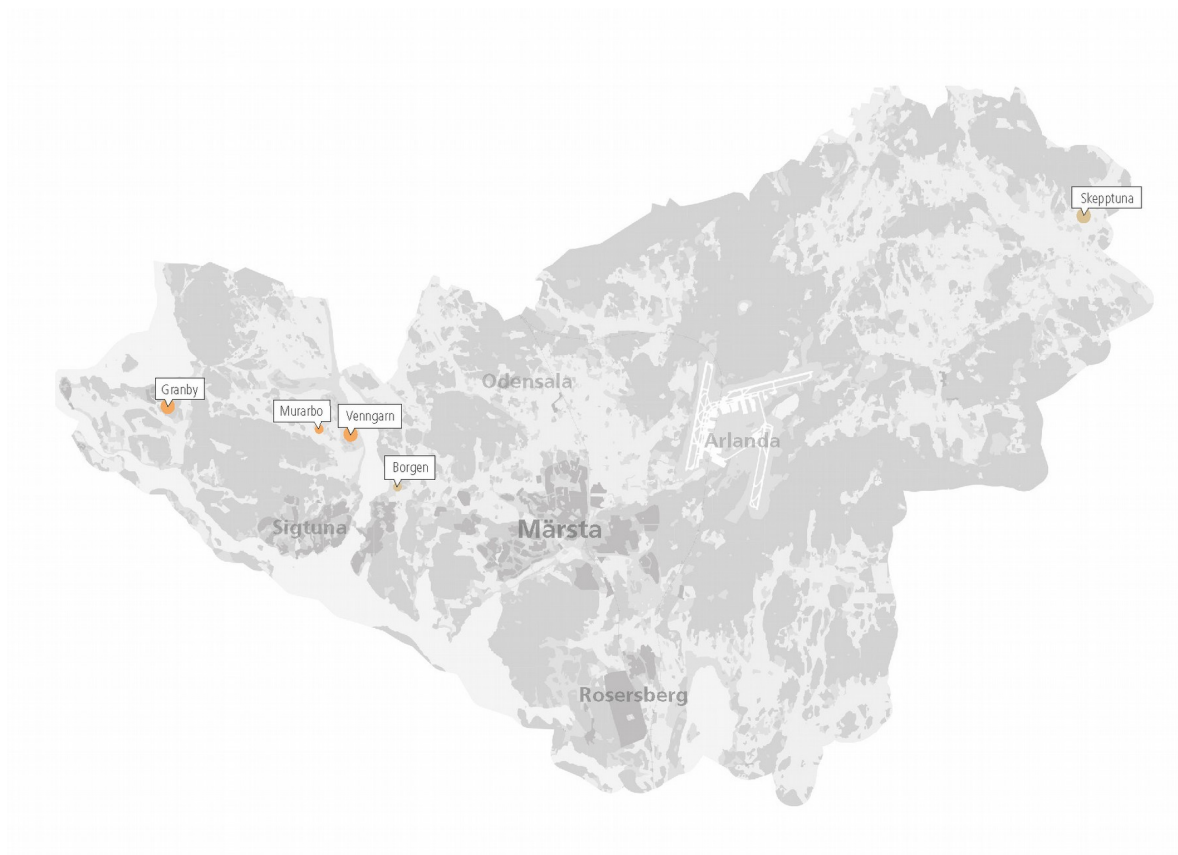 Skepptuna
Odensala
Granby
Murarbo
Venngarn
Arlanda
Borgen
Sigtuna
Märsta
Rosersberg